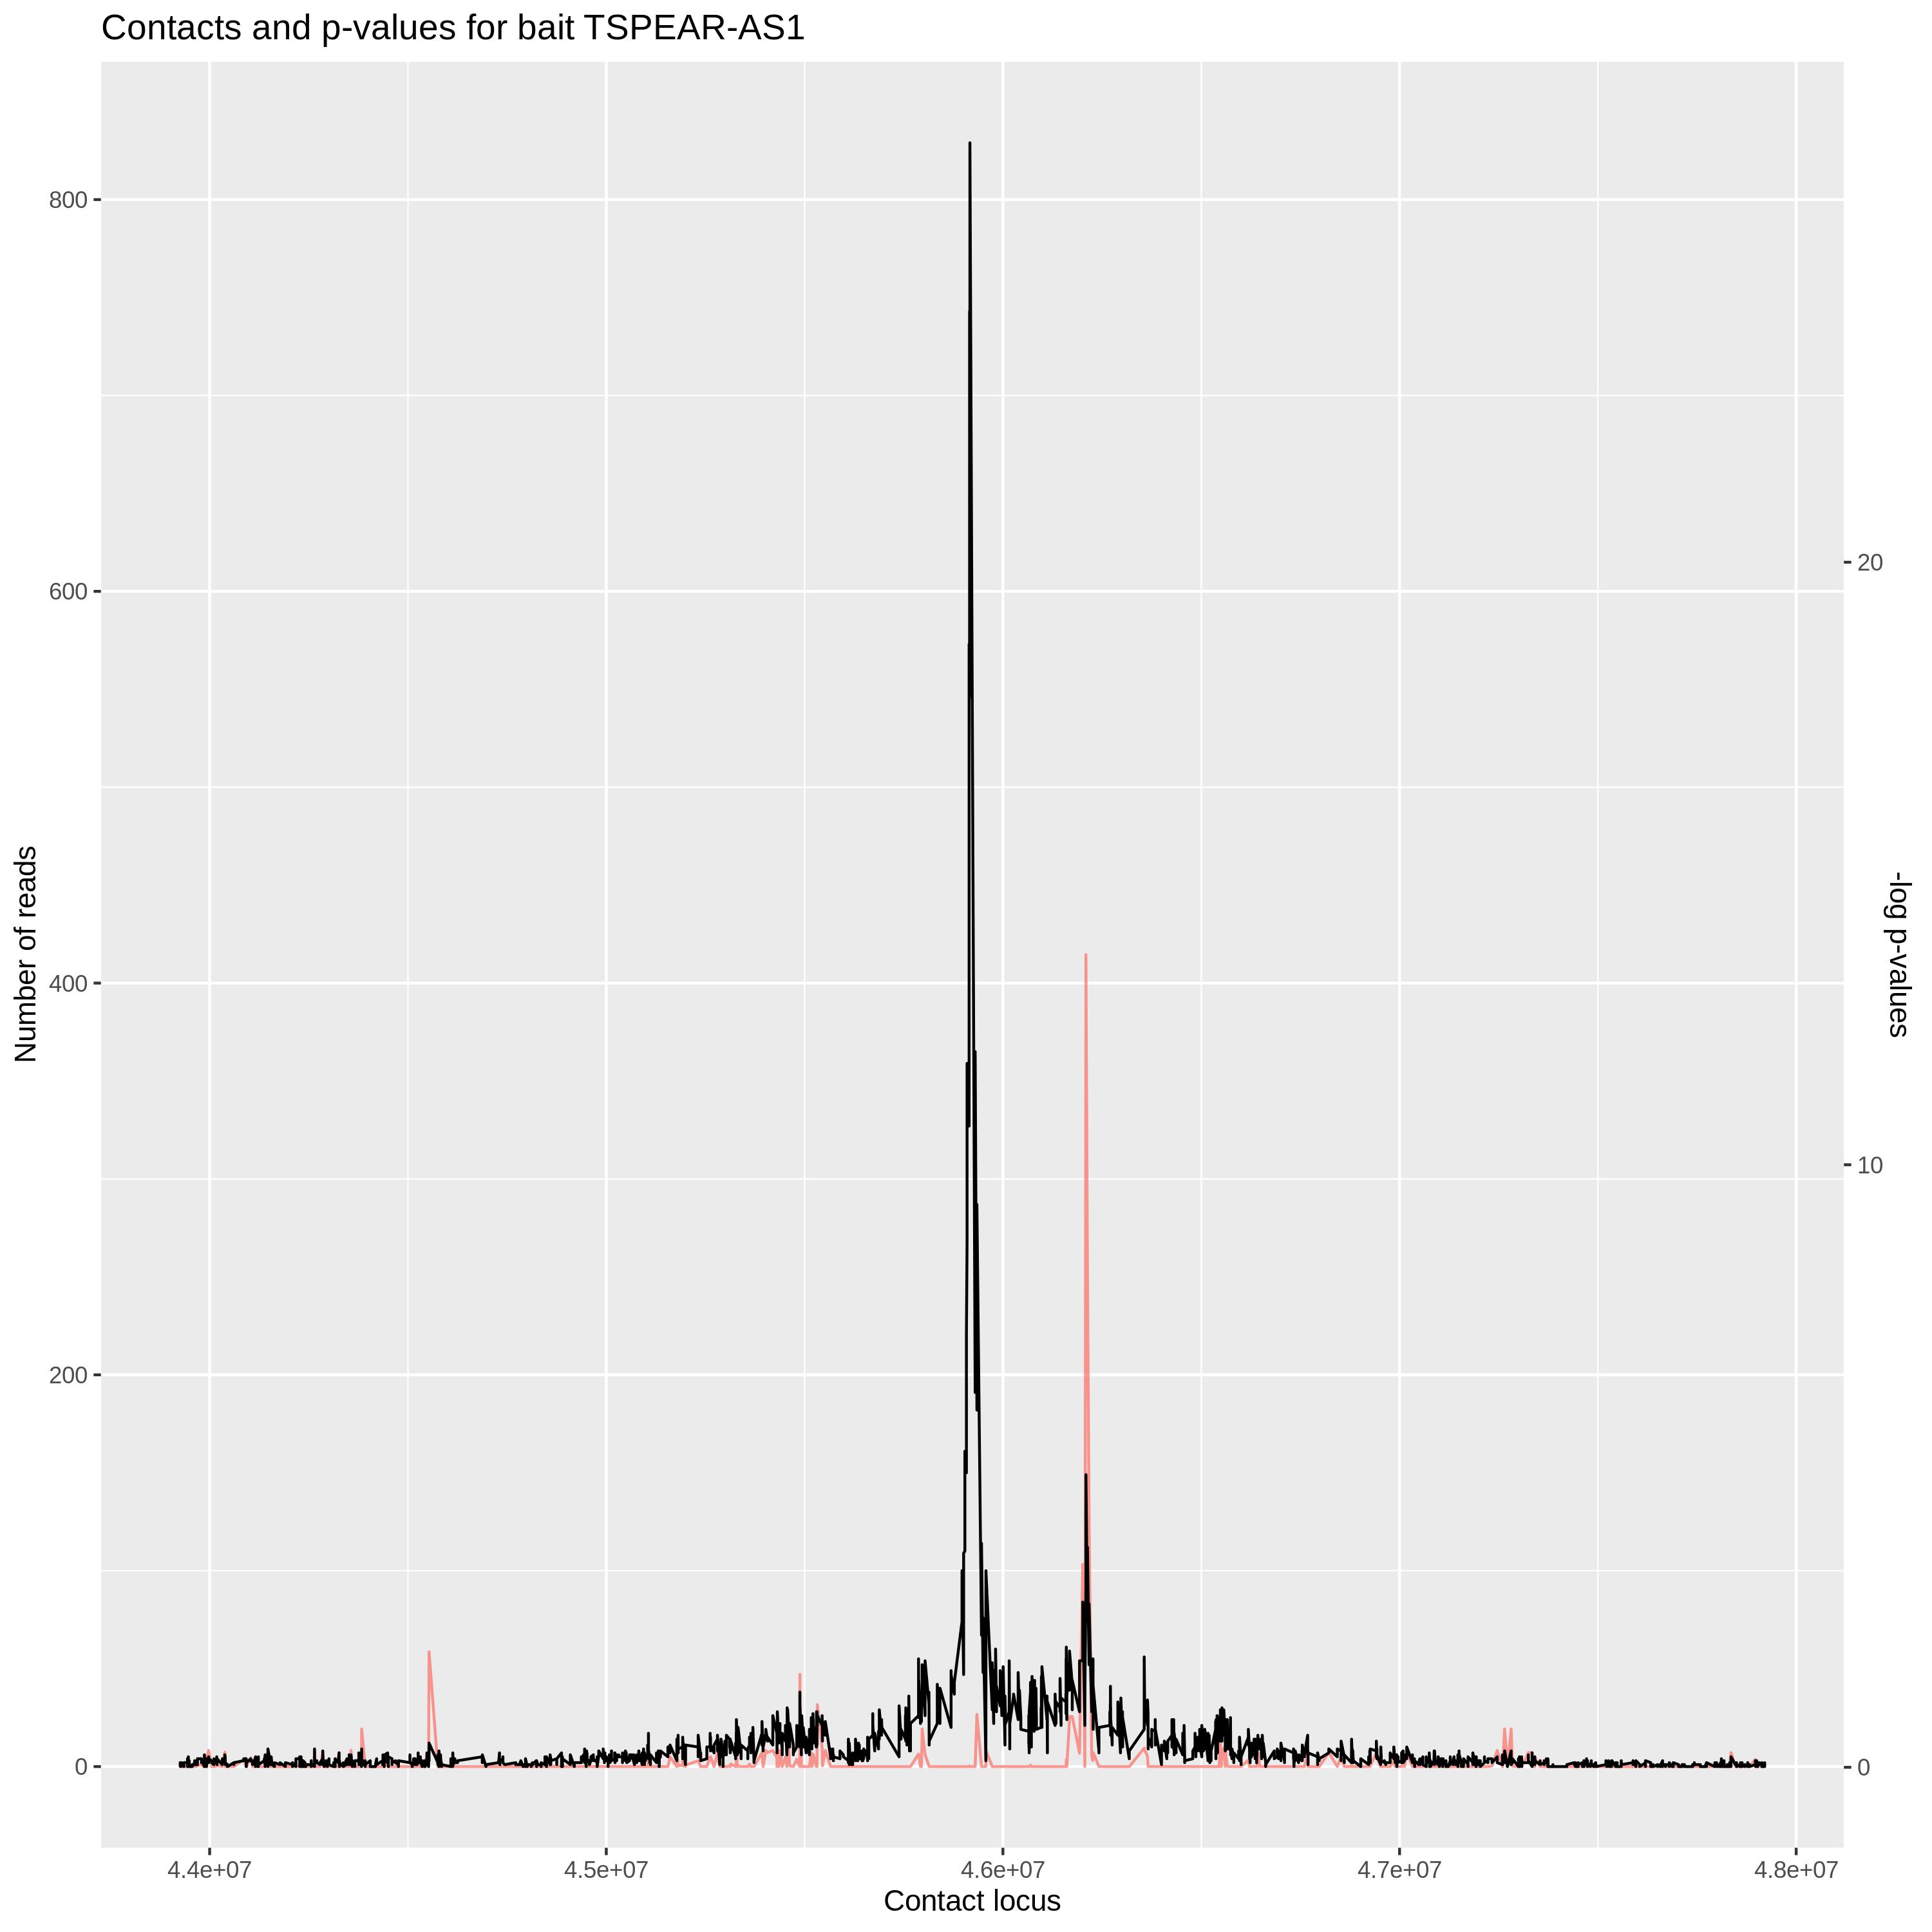 Contacts and p-values for bait TSPEAR-AS1
800
600
400
200
0
Number of reads
20
10
0
-log p-values
4.4e+07
4.5e+07
4.6e+07
4.7e+07
4.8e+07
Contact locus